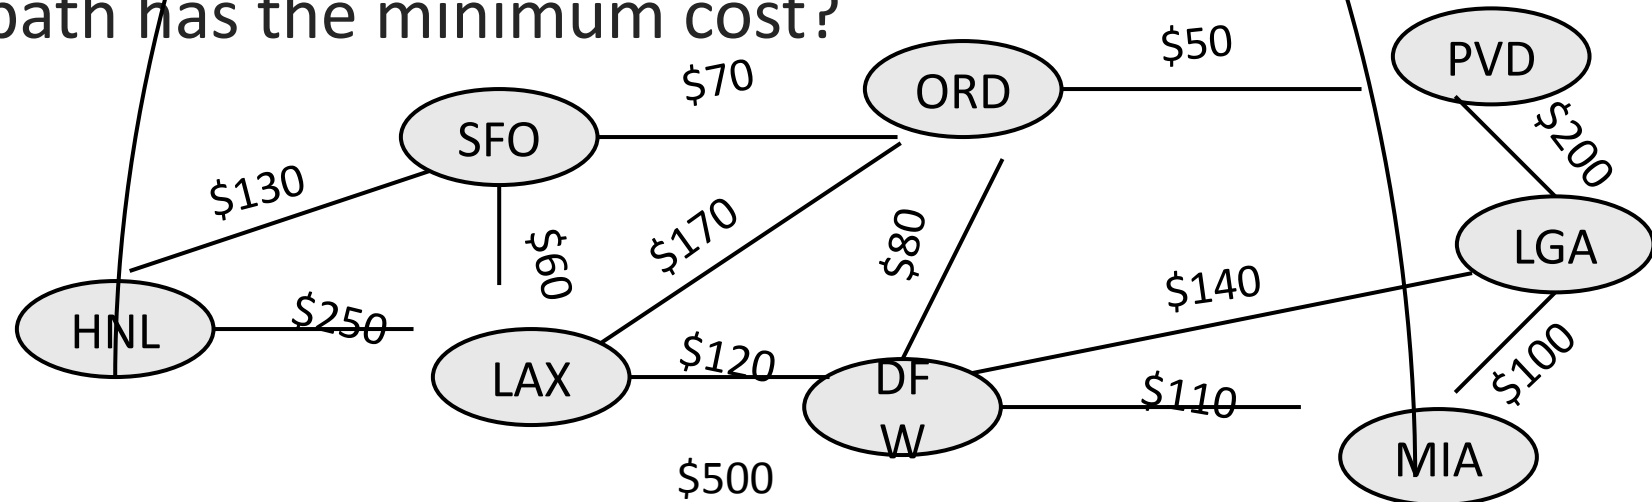 path has the minimum cost?
$50
PVD
$70
ORD
SFO
$200
$130
$170
$80
$60
LGA
$140
HNL
$250
$120
LAX
DF
W
$110
$100
$500
MIA